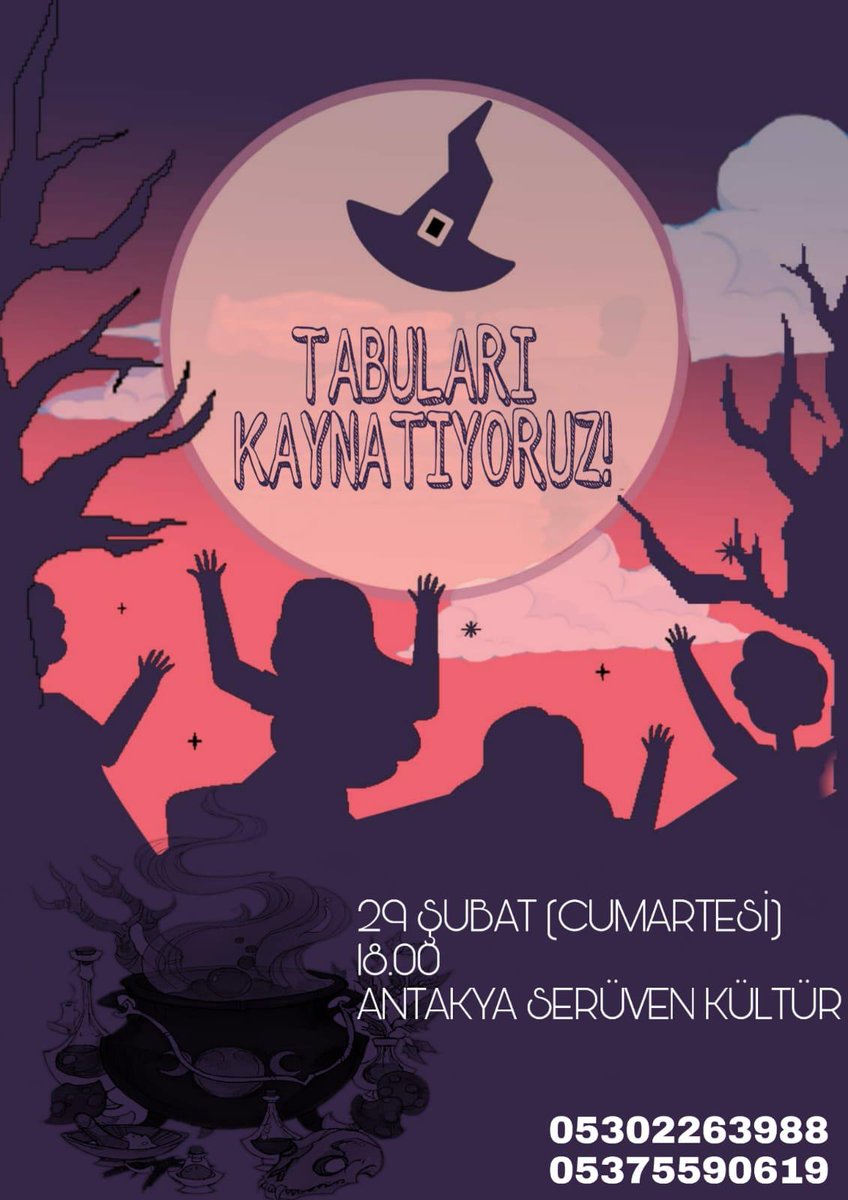 TABULARI
KAYNATIYORUZ!
29 ŞUBAT (CUMARTESİ)
18.00
ANTAKYA SERÜVEN KÜLTÜR
05302263988
05375590619